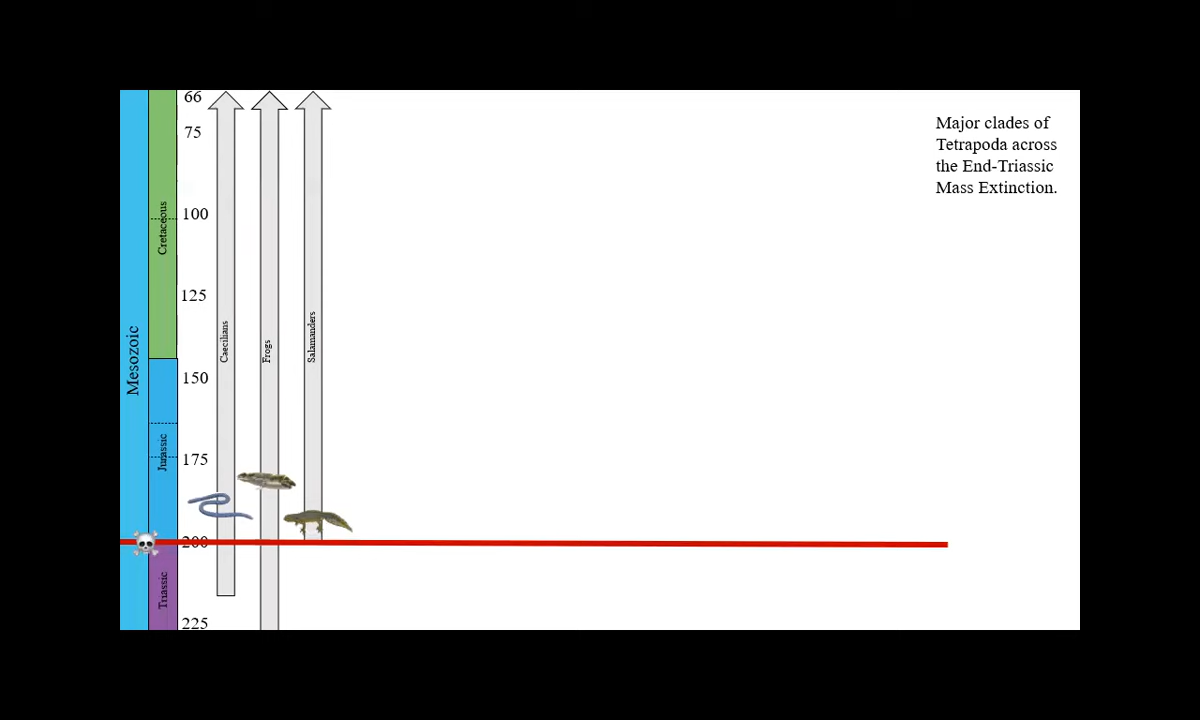 66
75
100
125
150
175
200
225
Mesozoic
Cretaceous
Jurassic
Triassic
Caecilians
Frogs
Salamanders
Major clades of
Tetrapoda across
the End-Triassic
Mass Extinction.